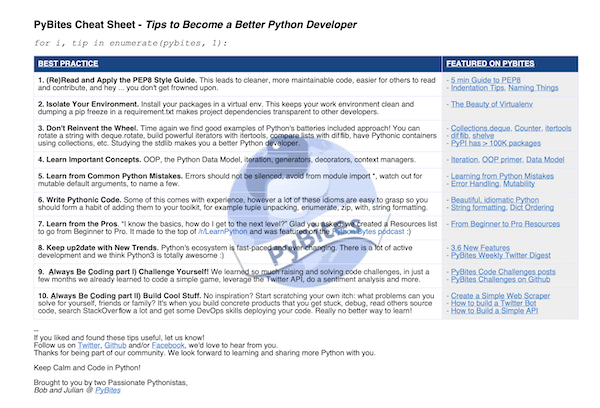 PyBites Cheat Sheet - Tips to Become a Better Python Developer
for i, tip in enumerate(pybites, 1):
BEST PRACTICE
FEATURED ON PYBITES
1. (Re)Read and Apply the PEP8 Style Guide. This leads to cleaner, more maintainable code, easier for others to read
and contribute, and hey ... you don't get frowned upon.
- 5 min Guide to PEP8
- Indentation Tips, Naming Things
2. Isolate Your Environment. Install your packages in a virtual env. This keeps your work environment clean and
dumping a pip freeze in a requirement.txt makes project dependencies transparent to other developers.
- The Beauty of Virtualenv
3. Don't Reinvent the Wheel. Time again we find good examples of Python's batteries included approach! You can
rotate a string with deque.rotate, build powerful iterators with itertools, compare lists with difflib, have Pythonic containers
using collections, etc. Studying the stdlib makes you a better Python developer.
- Collections.deque, Counter, itertools
- difflib, shelve
- PyPI has > 100K packages
4. Learn Important Concepts. OOP, the Python Data Model, iteration, generators, decorators, context managers.
- Iteration, OOP primer, Data Model
5. Learn from Common Python Mistakes. Errors should not be silenced, avoid from module import *, watch out for
mutable default arguments, to name a few.
- Learning from Python Mistakes
- Error Handling, Mutability
6. Write Pythonic Code. Some of this comes with experience, however a lot of these idioms are easy to grasp so you
should form a habit of adding them to your toolkit, for example tuple unpacking, enumerate, zip, with, string formatting.
- Beautiful, idiomatic Python
- String formatting, Dict Ordering
7. Learn from the Pros. "I know the basics, how do I get to the next level?" Glad you asked, we created a Resources list
to go from Beginner to Pro. It made to the top of /r/LearnPython and was featured on the PythonBytes podcast :)
- From Beginner to Pro Resources
8. Keep up2date with New Trends. Python's ecosystem is fast-paced and ever-changing. There is a lot of active
development and we think Python3 is totally awesome :)
- 3.6 New Features
- PyBites Weekly Twitter Digest
9. Always Be Coding part I) Challenge Yourself! We learned so much raising and solving code challenges, in just a
few months we already learned to code a simple game, leverage the Twitter API, do a sentiment analysis and more.
- PyBites Code Challenges posts
- PyBites Challenges on Github
10. Always Be Coding part II) Build Cool Stuff. No inspiration? Start scratching your own itch: what problems can you
solve for yourself, friends or family? It's when you build concrete products that you get stuck, debug, read others source
code, search StackOverflow a lot and get some DevOps skills deploying your code. Really no better way to learn!
- Create a Simple Web Scraper
- How to build a Twitter Bot
- How to Build a Simple API
PyBites
--
If you liked and found these tips useful, let us know!
Follow us on Twitter, Github and/or Facebook, we'd love to hear from you.
Thanks for being part of our community. We look forward to learning and sharing more Python with you.
Keep Calm and Code in Python!
Brought to you by two Passionate Pythonistas,
Bob and Julian @ PyBites